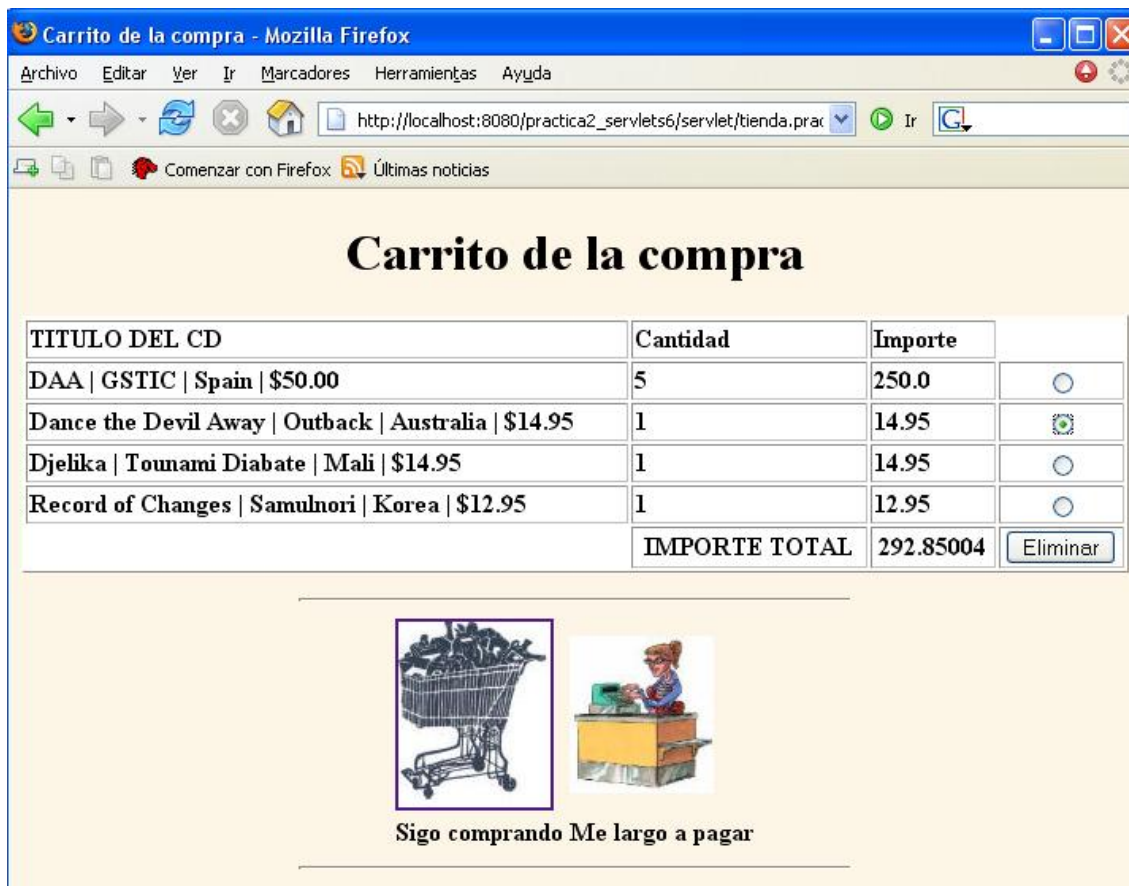 Carrito de la compra - Mozilla Firefox
Archivo Editar Ver Ir Marcadores Herramientas Ayuda
http://localhost:8080/practica2_servlets6/servlet/tienda.prac Ir G
Comenzar con Firefox Últimas noticias
Carrito de la compra
TITULO DEL CD Cantidad Importe
DAA | GSTIC | Spain | $50.00 5 250.0
Dance the Devil Away | Outback | Australia | $14.95 1 14.95
Djelika | Tounami Diabate | Mali | $14.95 1 14.95
Record of Changes | Samulnori | Korea | $12.95 1 12.95
IMPORTE TOTAL 292.85004 Eliminar
Sigo comprando Me largo a pagar